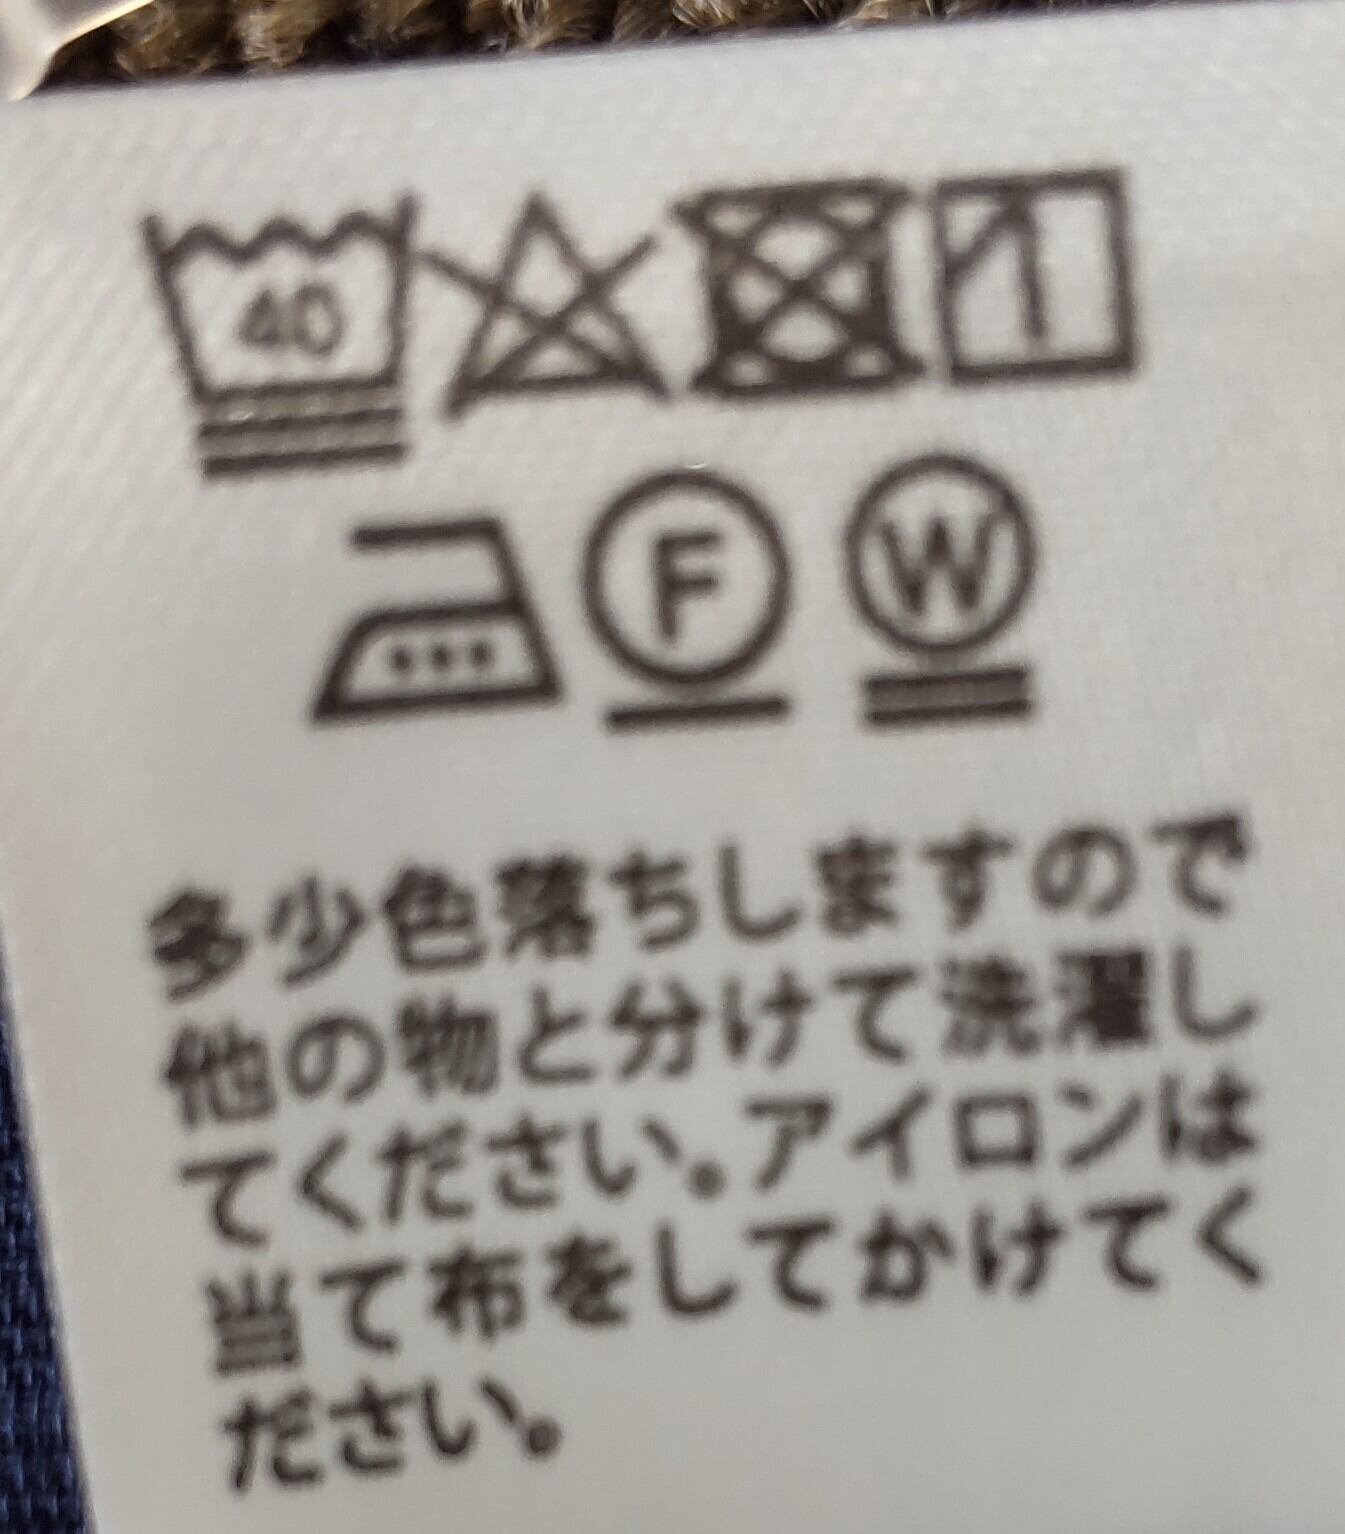 40
F W
多少色落ちしますので
他の物と分けて洗濯し
てください。アイロンは
当て布をしてかけてく
ださい。